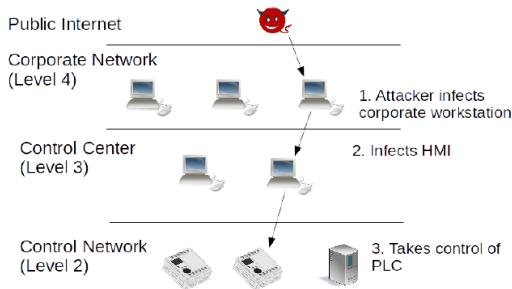 Public Internet
Corporate Network
(Level 4)
1. Attacker infects
corporate workstation
Control Center
(Level 3)
2. Infects HMI
Control Network
(Level 2)
3. Takes control of
PLC